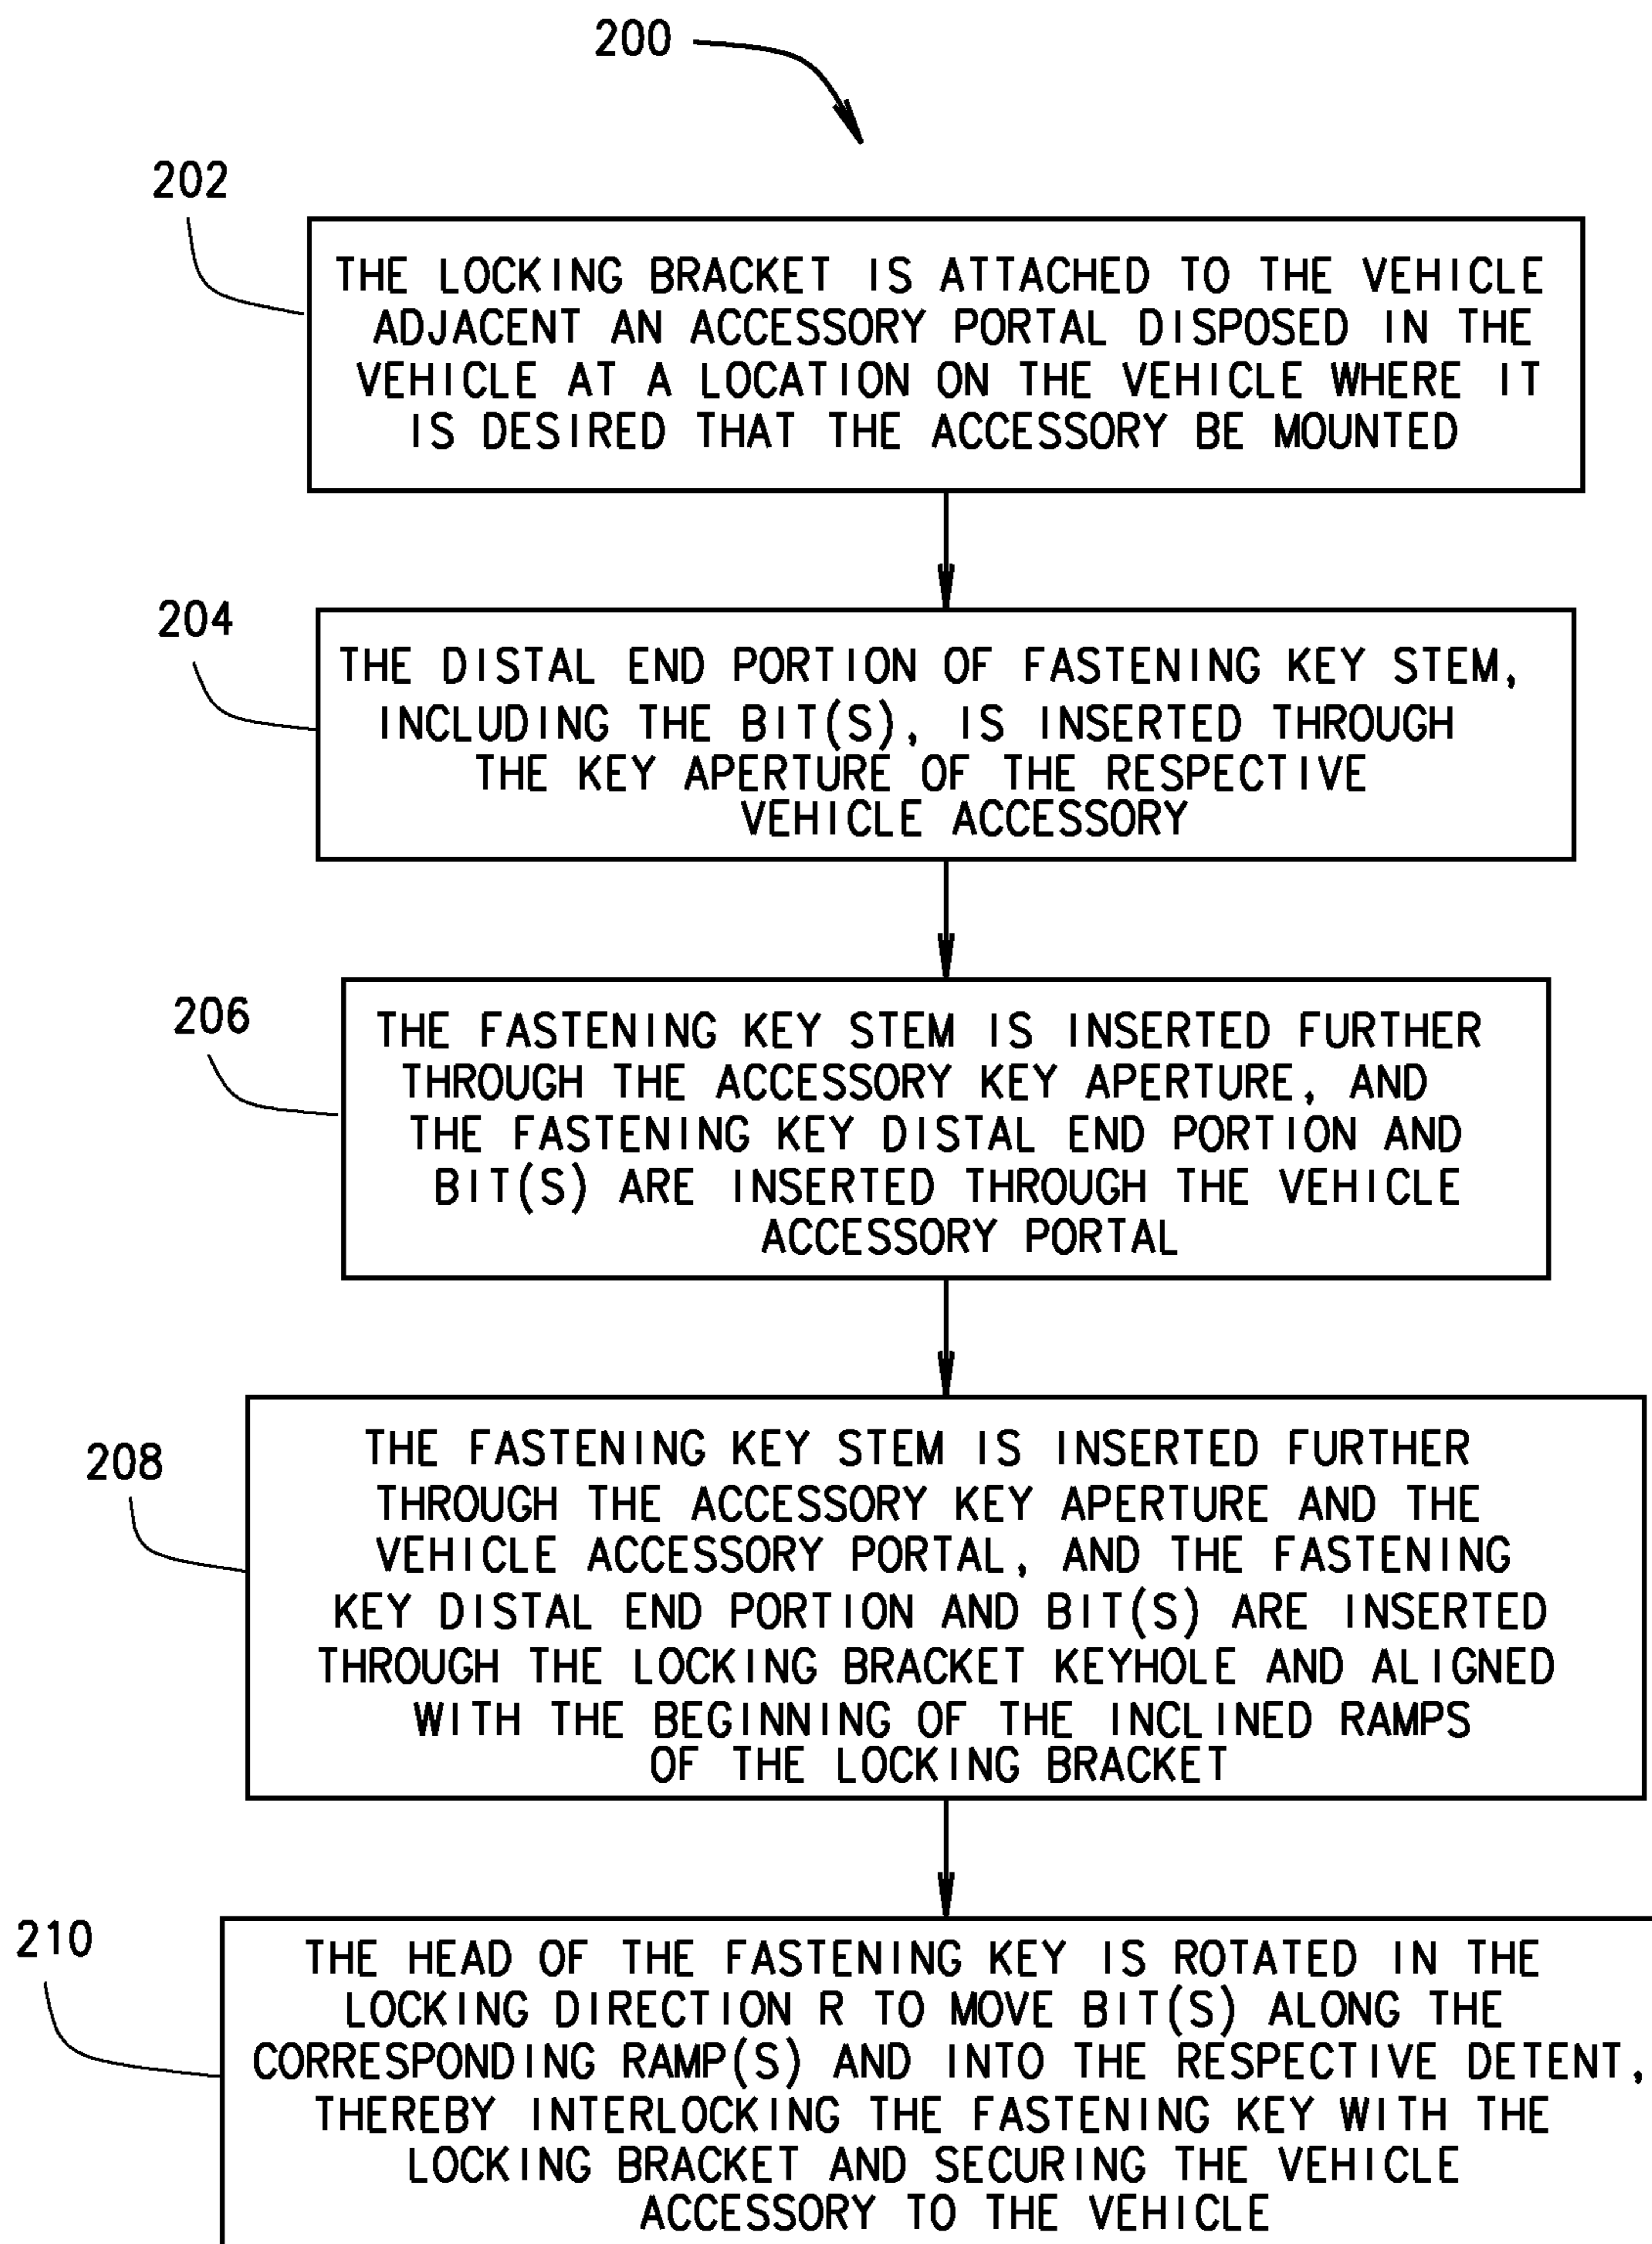 200
202
THE LOCKING BRACKET IS ATTACHED TO THE VEHICLE
ADJACENT AN ACCESSORY PORTAL DISPOSED IN THE
VEHICLE AT A LOCATION ON THE VEHICLE WHERE IT
IS DESIRED THAT THE ACCESSORY BE MOUNTED
204
THE DISTAL END PORTION OF FASTENING KEY STEM,
INCLUDING THE BIT(S), IS INSERTED THROUGH
THE KEY APERTURE OF THE RESPECTIVE
VEHICLE ACCESSORY
206
THE FASTENING KEY STEM IS INSERTED FURTHER
THROUGH THE ACCESSORY KEY APERTURE, AND
THE FASTENING KEY DISTAL END PORTION AND
BIT(S) ARE INSERTED THROUGH THE VEHICLE
ACCESSORY PORTAL
208
THE FASTENING KEY STEM IS INSERTED FURTHER
THROUGH THE ACCESSORY KEY APERTURE AND THE
VEHICLE ACCESSORY PORTAL, AND THE FASTENING
KEY DISTAL END PORTION AND BIT(S) ARE INSERTED
THROUGH THE LOCKING BRACKET KEYHOLE AND ALIGNED
WITH THE BEGINNING OF THE INCLINED RAMPS
OF THE LOCKING BRACKET
210
THE HEAD OF THE FASTENING KEY IS ROTATED IN THE
LOCKING DIRECTION R TO MOVE BIT(S) ALONG THE
CORRESPONDING RAMP(S) AND INTO THE RESPECTIVE DETENT,
THEREBY INTERLOCKING THE FASTENING KEY WITH THE
LOCKING BRACKET AND SECURING THE VEHICLE
ACCESSORY TO THE VEHICLE